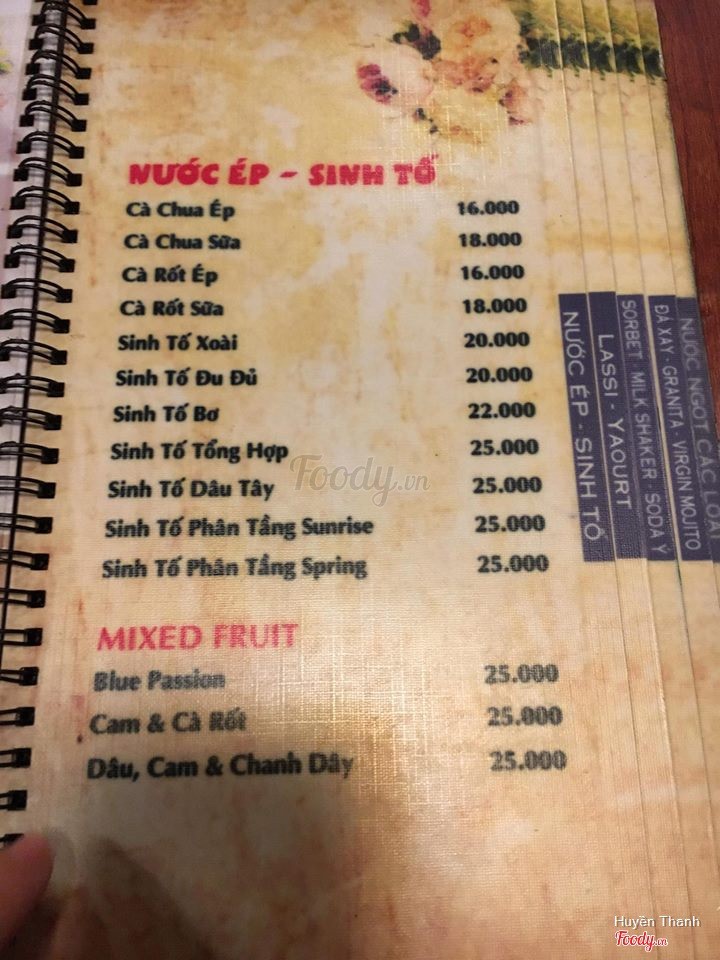 NƯỚC ÉP - SINH TỐ
Cà Chua Ép 16.000
Cà Chua Sữa 18.000
Cà Rốt Ép 16.000
Cà Rốt Sữa 18.000
Sinh Tố Xoài 20.000
Sinh Tố Đu Đủ 20.000
Sinh Tố Bơ 22.000
Sinh Tố Tổng Hợp 25.000
Sinh Tố Dâu Tây 25.000
Sinh Tố Phân Tầng Sunrise 25.000
Sinh Tố Phân Tầng Spring 25.000
MIXED FRUIT
Blue Passion 25.000
Cam & Cà Rốt 25.000
Dâu, Cam & Chanh Dây 25.000
NƯỚC ÉP - SINH TỐ
LASSI - YAOURT
SORBET MILK SHAKER SODA Ý
ĐÁ XAY - GRANITA VIRGIN MOJITO
NƯỚC NGỌT CÁC LOẠI
Foody.vn
Huyền Thanh
Foody.vn